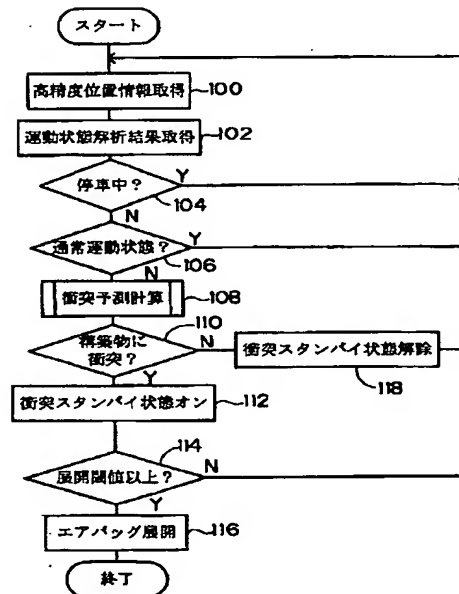 スタート
高精度位置情報取得 100
運動状態解析結果取得 102
停車中? Y
104
N
通常運動状態? Y
106
N
衝突予測計算 108
110
構築物に
衝突? N
衝突スタンバイ状態解除
118
Y
衝突スタンバイ状態オン 112
114
展開閾値以上? N
Y
エアバッグ展開 116
終了